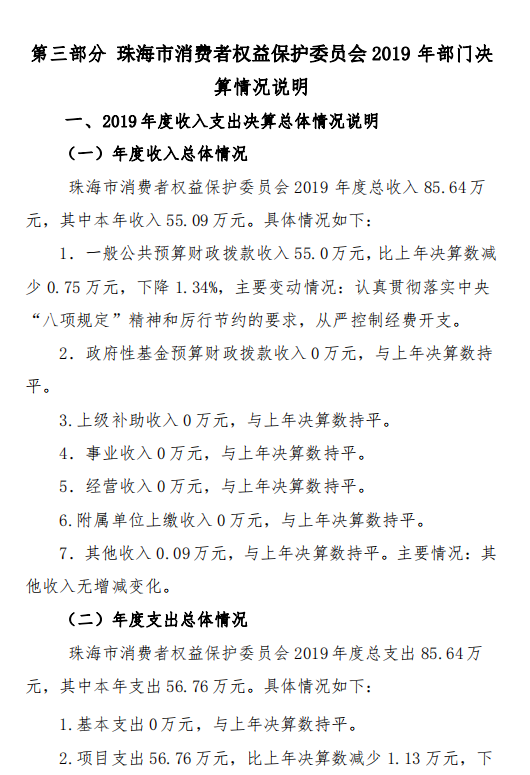 第三部分 珠海市消费者权益保护委员会 2019 年部门决
算情况说明
一、2019 年度收入支出决算总体情况说明
（一）年度收入总体情况
珠海市消费者权益保护委员会 2019 年度总收入 85.64 万
元，其中本年收入 55.09 万元。具体情况如下：
1．一般公共预算财政拨款收入 55.0 万元，比上年决算数减
少 0.75 万元，下降 1.34%，主要变动情况：认真贯彻落实中央
“八项规定”精神和厉行节约的要求，从严控制经费开支。
2．政府性基金预算财政拨款收入 0 万元，与上年决算数持
平。
3.上级补助收入 0 万元，与上年决算数持平。
4．事业收入 0 万元，与上年决算数持平。
5．经营收入 0 万元，与上年决算数持平。
6.附属单位上缴收入 0 万元，与上年决算数持平。
7．其他收入 0.09 万元，与上年决算数持平。主要情况：其
他收入无增减变化。
（二）年度支出总体情况
珠海市消费者权益保护委员会 2019 年度总支出 85.64 万
元，其中本年支出 56.76 万元。具体情况如下：
1.基本支出 0 万元，与上年决算数持平。
2.项目支出 56.76 万元，比上年决算数减少 1.13 万元，下